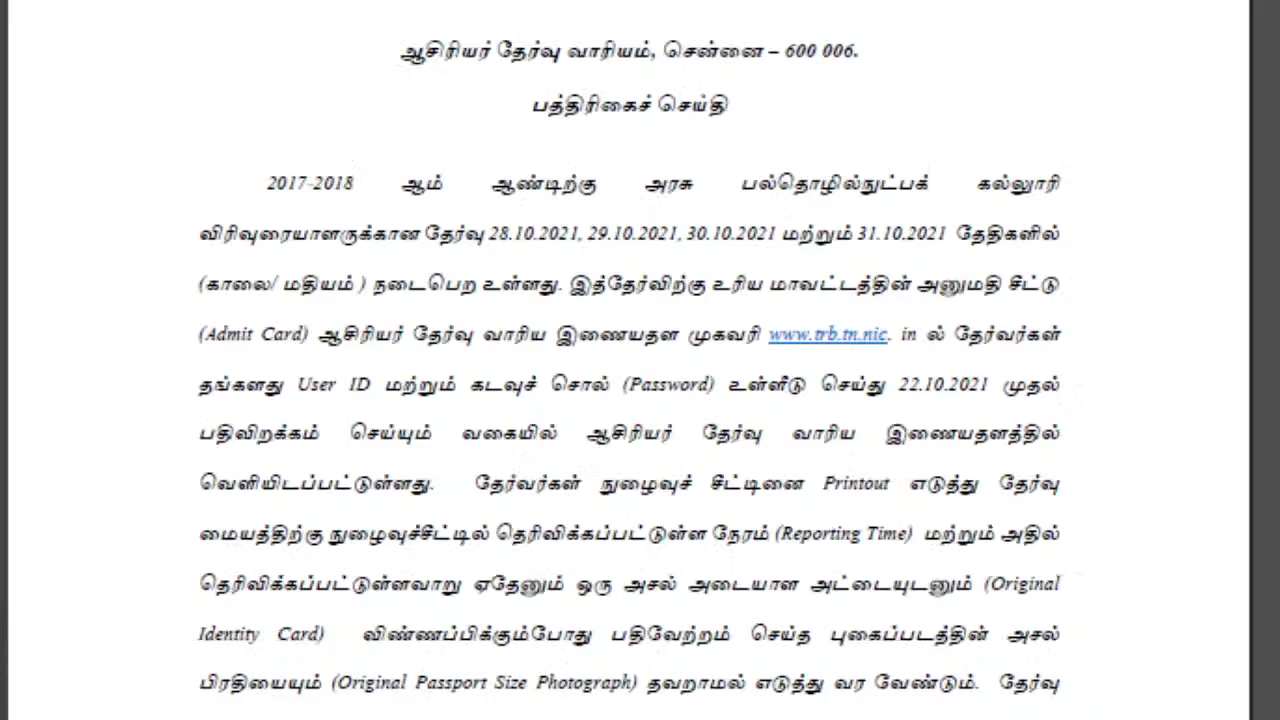 ஆசிரியர் தேர்வு வாரியம், சென்னை – 600 006.
பத்திரிகைச் செய்தி
2017-2018 ஆம் ஆண்டிற்கு அரசு பல்தொழில்நுட்பக் கல்லூரி
விரிவுரையாளருக்கான தேர்வு 28.10.2021, 29.10.2021, 30.10.2021 மற்றும் 31.10.2021 தேதிகளில்
(காலை/ மதியம் ) நடைபெற உள்ளது. இத்தேர்விற்கு உரிய மாவட்டத்தின் அனுமதி சீட்டு
(Admit Card) ஆசிரியர் தேர்வு வாரிய இணையதள முகவரி www.trb.tn.nic. in ல் தேர்வர்கள்
தங்களது User ID மற்றும் கடவுச் சொல் (Password) உள்ளீடு செய்து 22.10.2021 முதல்
பதிவிறக்கம் செய்யும் வகையில் ஆசிரியர் தேர்வு வாரிய இணையதளத்தில்
வெளியிடப்பட்டுள்ளது. தேர்வர்கள் நுழைவுச் சீட்டினை Printout எடுத்து தேர்வு
மையத்திற்கு நுழைவுச்சீட்டில் தெரிவிக்கப்பட்டுள்ள நேரம் (Reporting Time) மற்றும் அதில்
தெரிவிக்கப்பட்டுள்ளவாறு ஏதேனும் ஒரு அசல் அடையாள அட்டையுடனும் (Original
Identity Card) விண்ணப்பிக்கும்போது பதிவேற்றம் செய்த புகைப்படத்தின் அசல்
பிரதியையும் (Original Passport Size Photograph) தவறாமல் எடுத்து வர வேண்டும். தேர்வு